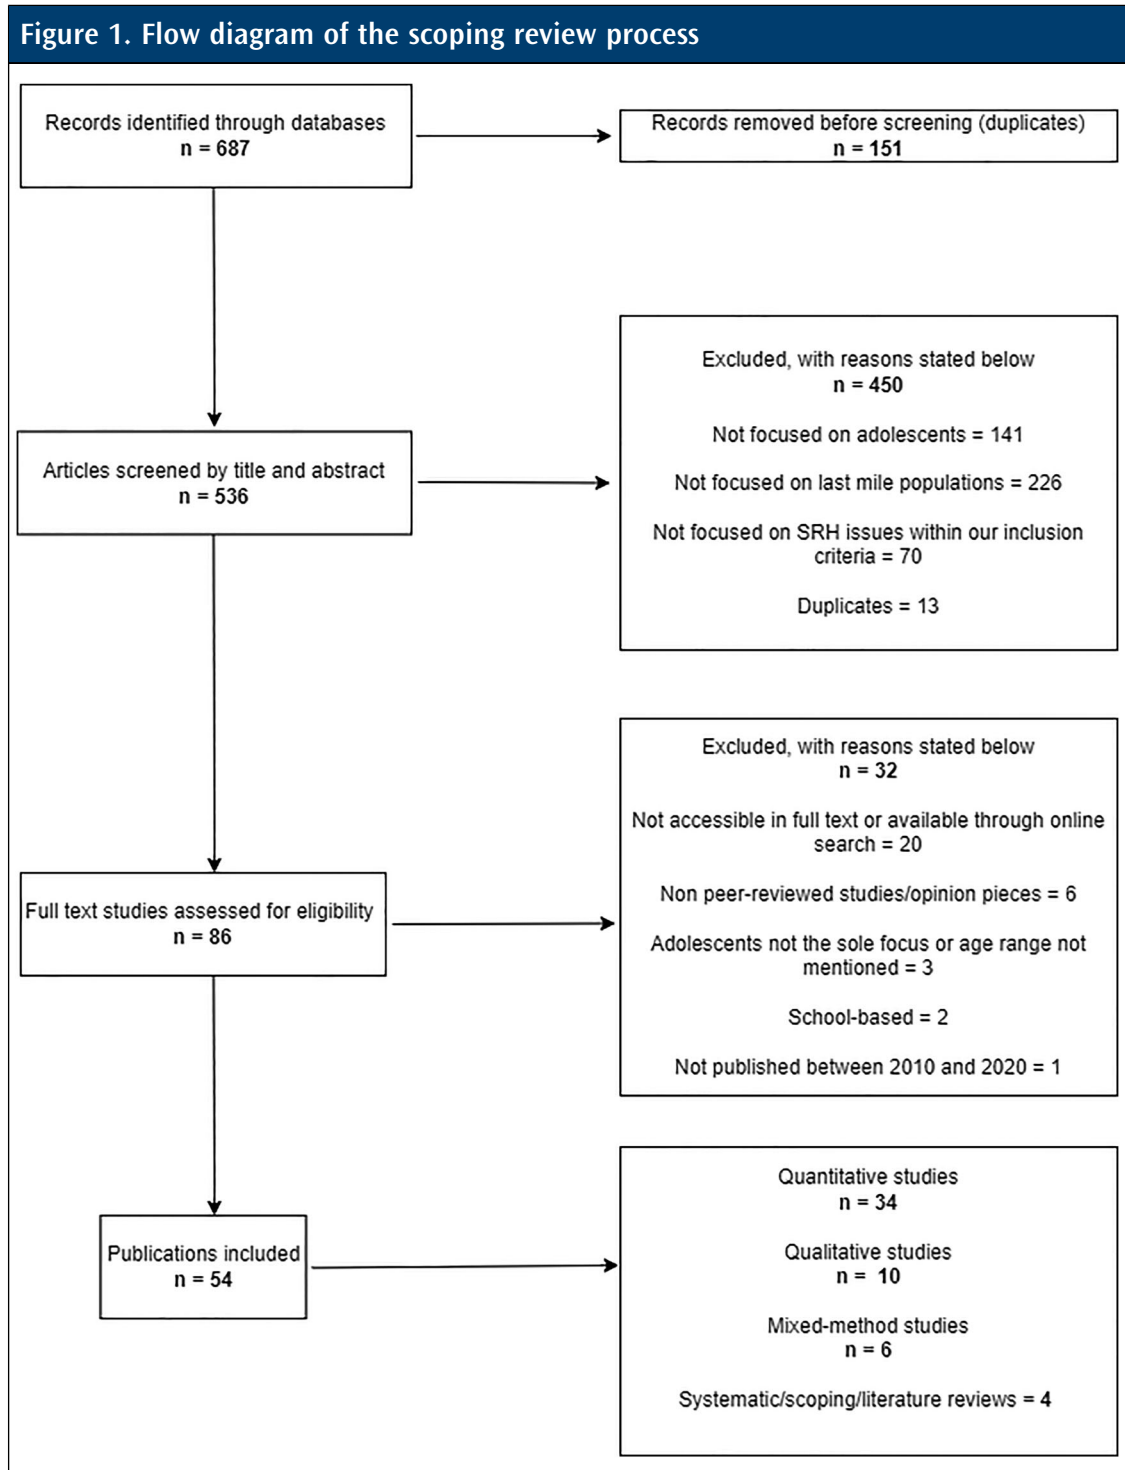 Figure 1. Flow diagram of the scoping review process
Records identified through databases
n = 687
Records removed before screening (duplicates)
n = 151
Articles screened by title and abstract
n = 536
Excluded, with reasons stated below
n = 450
Not focused on adolescents = 141
Not focused on last mile populations = 226
Not focused on SRH issues within our inclusion
criteria = 70
Duplicates = 13
Full text studies assessed for eligibility
n = 86
Excluded, with reasons stated below
n = 32
Not accessible in full text or available through online
search = 20
Non peer-reviewed studies/opinion pieces = 6
Adolescents not the sole focus or age range not
mentioned = 3
School-based = 2
Not published between 2010 and 2020 = 1
Publications included
n = 54
Quantitative studies
n = 34
Qualitative studies
n = 10
Mixed-method studies
n = 6
Systematic/scoping/literature reviews = 4